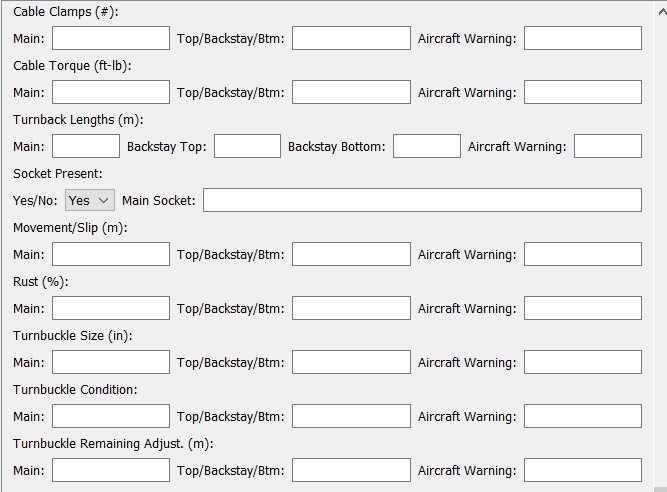 Cable Clamps (#):
Main: Top/Backstay/Btm: Aircraft Warning:
Cable Torque (ft-lb):
Main: Top/Backstay/Btm: Aircraft Warning:
Turnback Lengths (m):
Main: Backstay Top: Backstay Bottom: Aircraft Warning:
Socket Present:
Yes/No: Yes Main Socket:
Movement/Slip (m):
Main: Top/Backstay/Btm: Aircraft Warning:
Rust (%):
Main: Top/Backstay/Btm: Aircraft Warning:
Turnbuckle Size (in):
Main: Top/Backstay/Btm: Aircraft Warning:
Turnbuckle Condition:
Main: Top/Backstay/Btm: Aircraft Warning:
Turnbuckle Remaining Adjust. (m):
Main: Top/Backstay/Btm: Aircraft Warning: